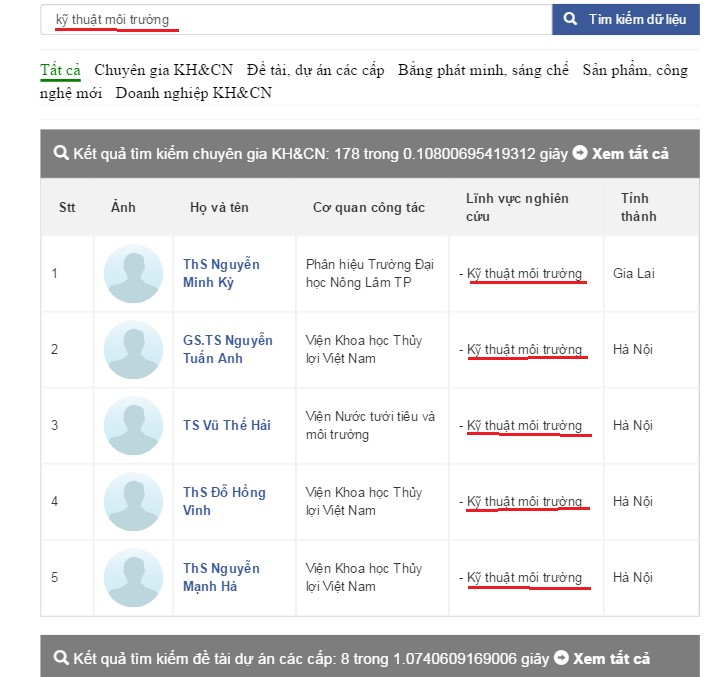 kỹ thuật môi trường
Tìm kiếm dữ liệu
Tất cả Chuyên gia KH&CN Đề tài, dự án các cấp Bằng phát minh, sáng chế Sản phẩm, công
nghệ mới Doanh nghiệp KH&CN
Kết quả tìm kiếm chuyên gia KH&CN: 178 trong 0.10800695419312 giây Xem tất cả
Stt Ảnh Họ và tên Cơ quan công tác Lĩnh vực nghiên cứu Tỉnh thành
1 ThS Nguyễn Minh Kỳ Phân hiệu Trường Đại học Nông Lâm TP - Kỹ thuật môi trường Gia Lai
2 GS.TS Nguyễn Tuấn Anh Viện Khoa học Thủy lợi Việt Nam - Kỹ thuật môi trường Hà Nội
3 TS Vũ Thế Hải Viện Nước tưới tiêu và môi trường - Kỹ thuật môi trường Hà Nội
4 ThS Đỗ Hồng Vinh Viện Khoa học Thủy lợi Việt Nam - Kỹ thuật môi trường Hà Nội
5 ThS Nguyễn Mạnh Hà Viện Khoa học Thủy lợi Việt Nam - Kỹ thuật môi trường Hà Nội
Kết quả tìm kiếm đề tài dự án các cấp: 8 trong 1.0740609169006 giây Xem tất cả